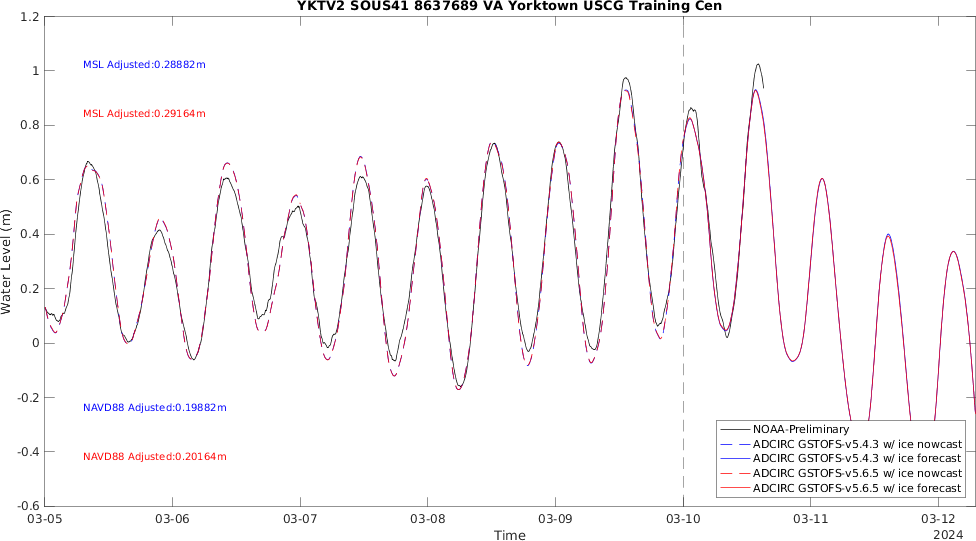 YKTV2 SOUS41 8637689 VA Yorktown USCG Training Cen
1.2
1
0.8
0.6
0.4
0.2
0
-0.2
-0.4
-0.6
Water Level (m)
MSL Adjusted:0.28882m
MSL Adjusted:0.29164m
NAVD88 Adjusted:0.19882m
NAVD88 Adjusted:0.20164m
NOAA-Preliminary
ADCIRC GSTOFS-v5.4.3 w/ ice nowcast
ADCIRC GSTOFS-v5.4.3 w/ ice forecast
ADCIRC GSTOFS-v5.6.5 w/ ice nowcast
ADCIRC GSTOFS-v5.6.5 w/ ice forecast
03-05 03-06 03-07 03-08 03-09 03-10 03-11 03-12
Time
2024